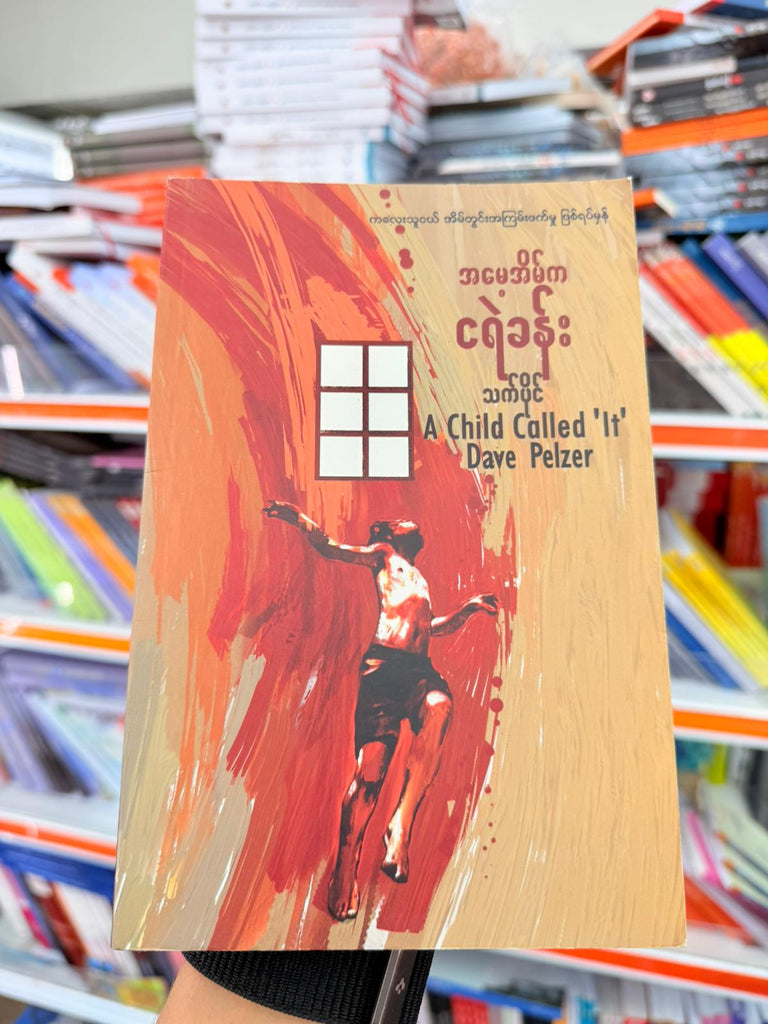 ကလေးသူငယ် အိမ်တွင်းအကြမ်းဖက်မှု ဖြစ်ရပ်မှန်
အမေ့အိမ်က
ငရဲခန်း
သက်ပိုင်
A Child Called 'It'
Dave Pelzer